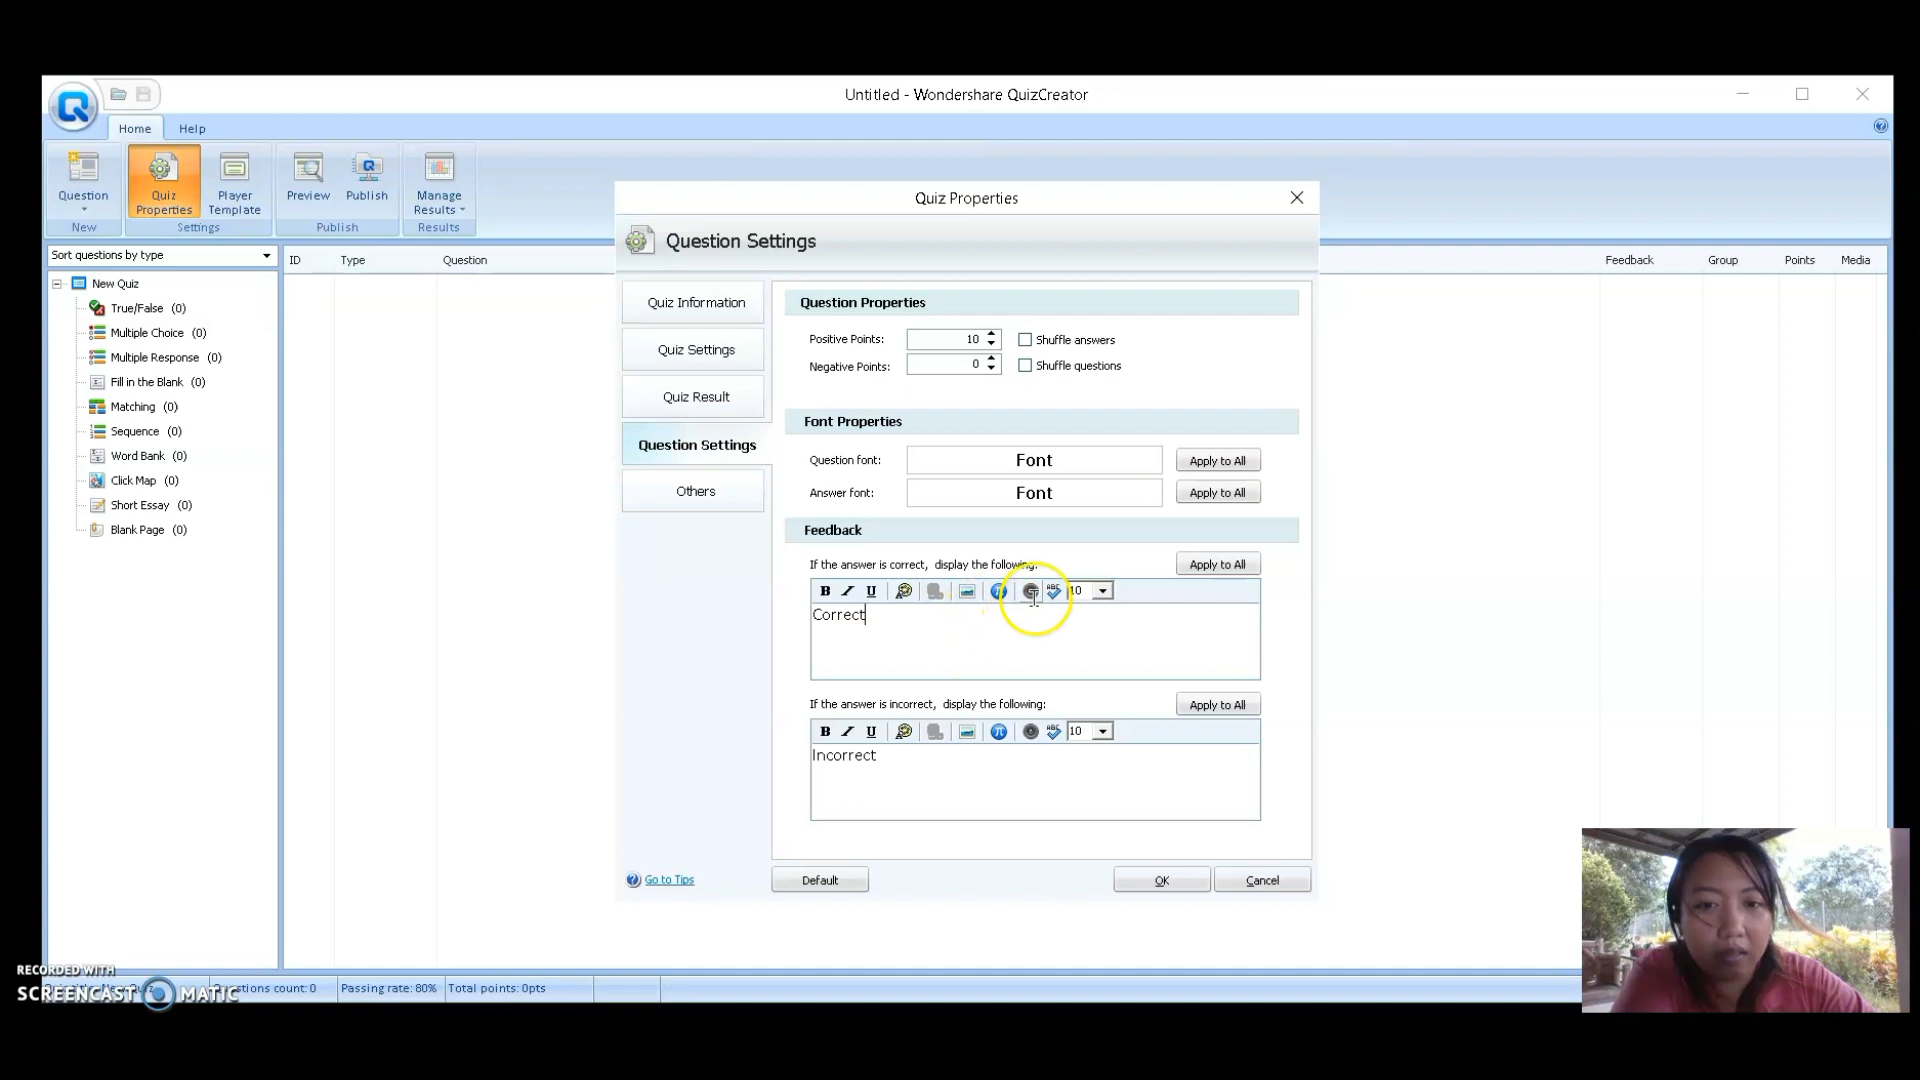 Untitled - Wondershare QuizCreator
Home Help
Question Quiz Properties Player Template Preview Publish Manage Results
New Settings Publish Results
Sort questions by type
ID Type Question Feedback Group Points Media
New Quiz
True/False (0)
Multiple Choice (0)
Multiple Response (0)
Fill in the Blank (0)
Matching (0)
Sequence (0)
Word Bank (0)
Click Map (0)
Short Essay (0)
Blank Page (0)
Quiz Properties
Question Settings
Quiz Information
Quiz Settings
Quiz Result
Question Settings
Others
Question Properties
Positive Points: 10 Shuffle answers
Negative Points: 0 Shuffle questions
Font Properties
Question font: Font Apply to All
Answer font: Font Apply to All
Feedback
If the answer is correct, display the following: Apply to All
B I U ABC 10
Correct
If the answer is incorrect, display the following: Apply to All
B I U ABC 10
Incorrect
Go to Tips Default OK Cancel
RECORDED WITH
SCREENCAST MATIC
count: 0 Passing rate: 80% Total points: 0pts